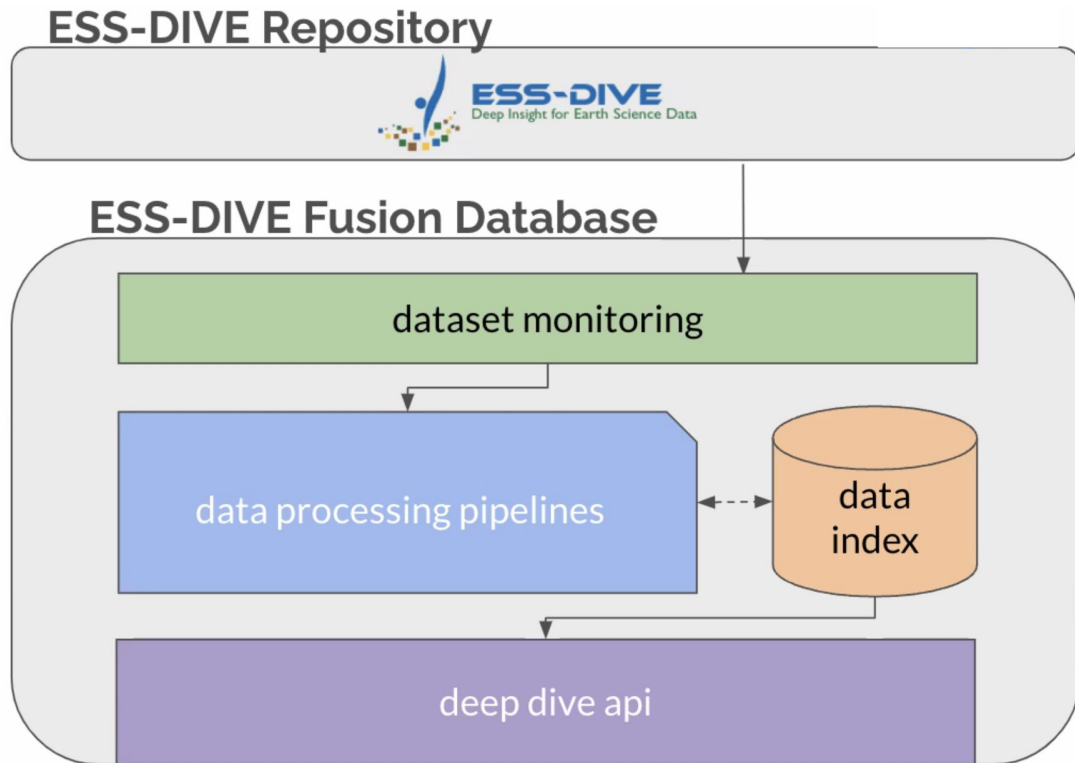 ESS-DIVE Repository
ESS-DIVE
Deep Insight for Earth Science Data
ESS-DIVE Fusion Database
dataset monitoring
data processing pipelines
data
index
deep dive api